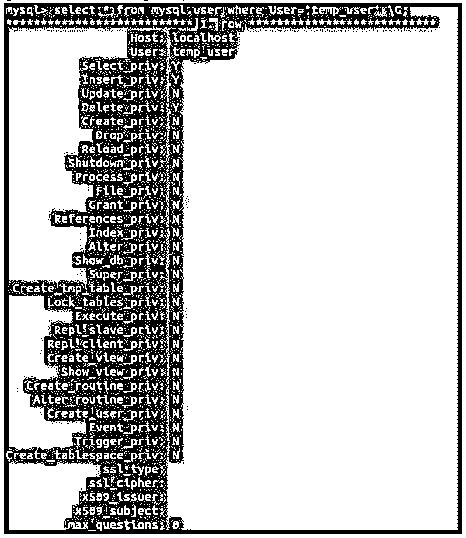 mysql> select * from mysql.user where User='temp_user'\G;
*************************** 1. row ***************************
Host: localhost
User: temp_user
Select_priv: Y
Insert_priv: Y
Update_priv: N
Delete_priv: Y
Create_priv: N
Drop_priv: N
Reload_priv: N
Shutdown_priv: N
Process_priv: N
File_priv: N
Grant_priv: N
References_priv: N
Index_priv: N
Alter_priv: N
Show_db_priv: N
Super_priv: N
Create_tmp_table_priv: N
Lock_tables_priv: N
Execute_priv: N
Repl_slave_priv: N
Repl_client_priv: N
Create_view_priv: N
Show_view_priv: N
Create_routine_priv: N
Alter_routine_priv: N
Create_user_priv: N
Event_priv: N
Trigger_priv: N
Create_tablespace_priv: N
ssl_type:
ssl_cipher:
x509_issuer:
x509_subject:
max_questions: 0